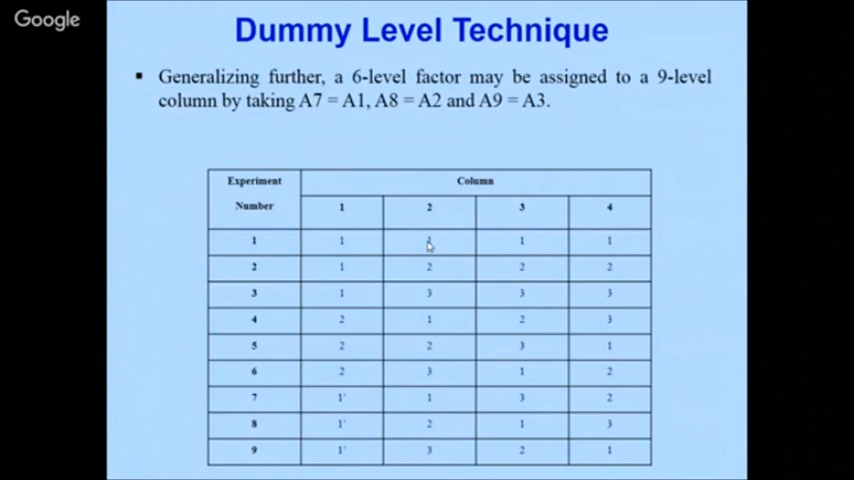 Google
Dummy Level Technique
▪ Generalizing further, a 6-level factor may be assigned to a 9-level
column by taking A7 = A1, A8 = A2 and A9 = A3.
Experiment Number Column
1 2 3 4
1 1 1 1
2 1 2 2 2
3 1 3 3 3
4 2 1 2 3
5 2 2 3 1
6 2 3 1 2
7 1' 1 3 2
8 1' 2 1 3
9 1' 3 2 1